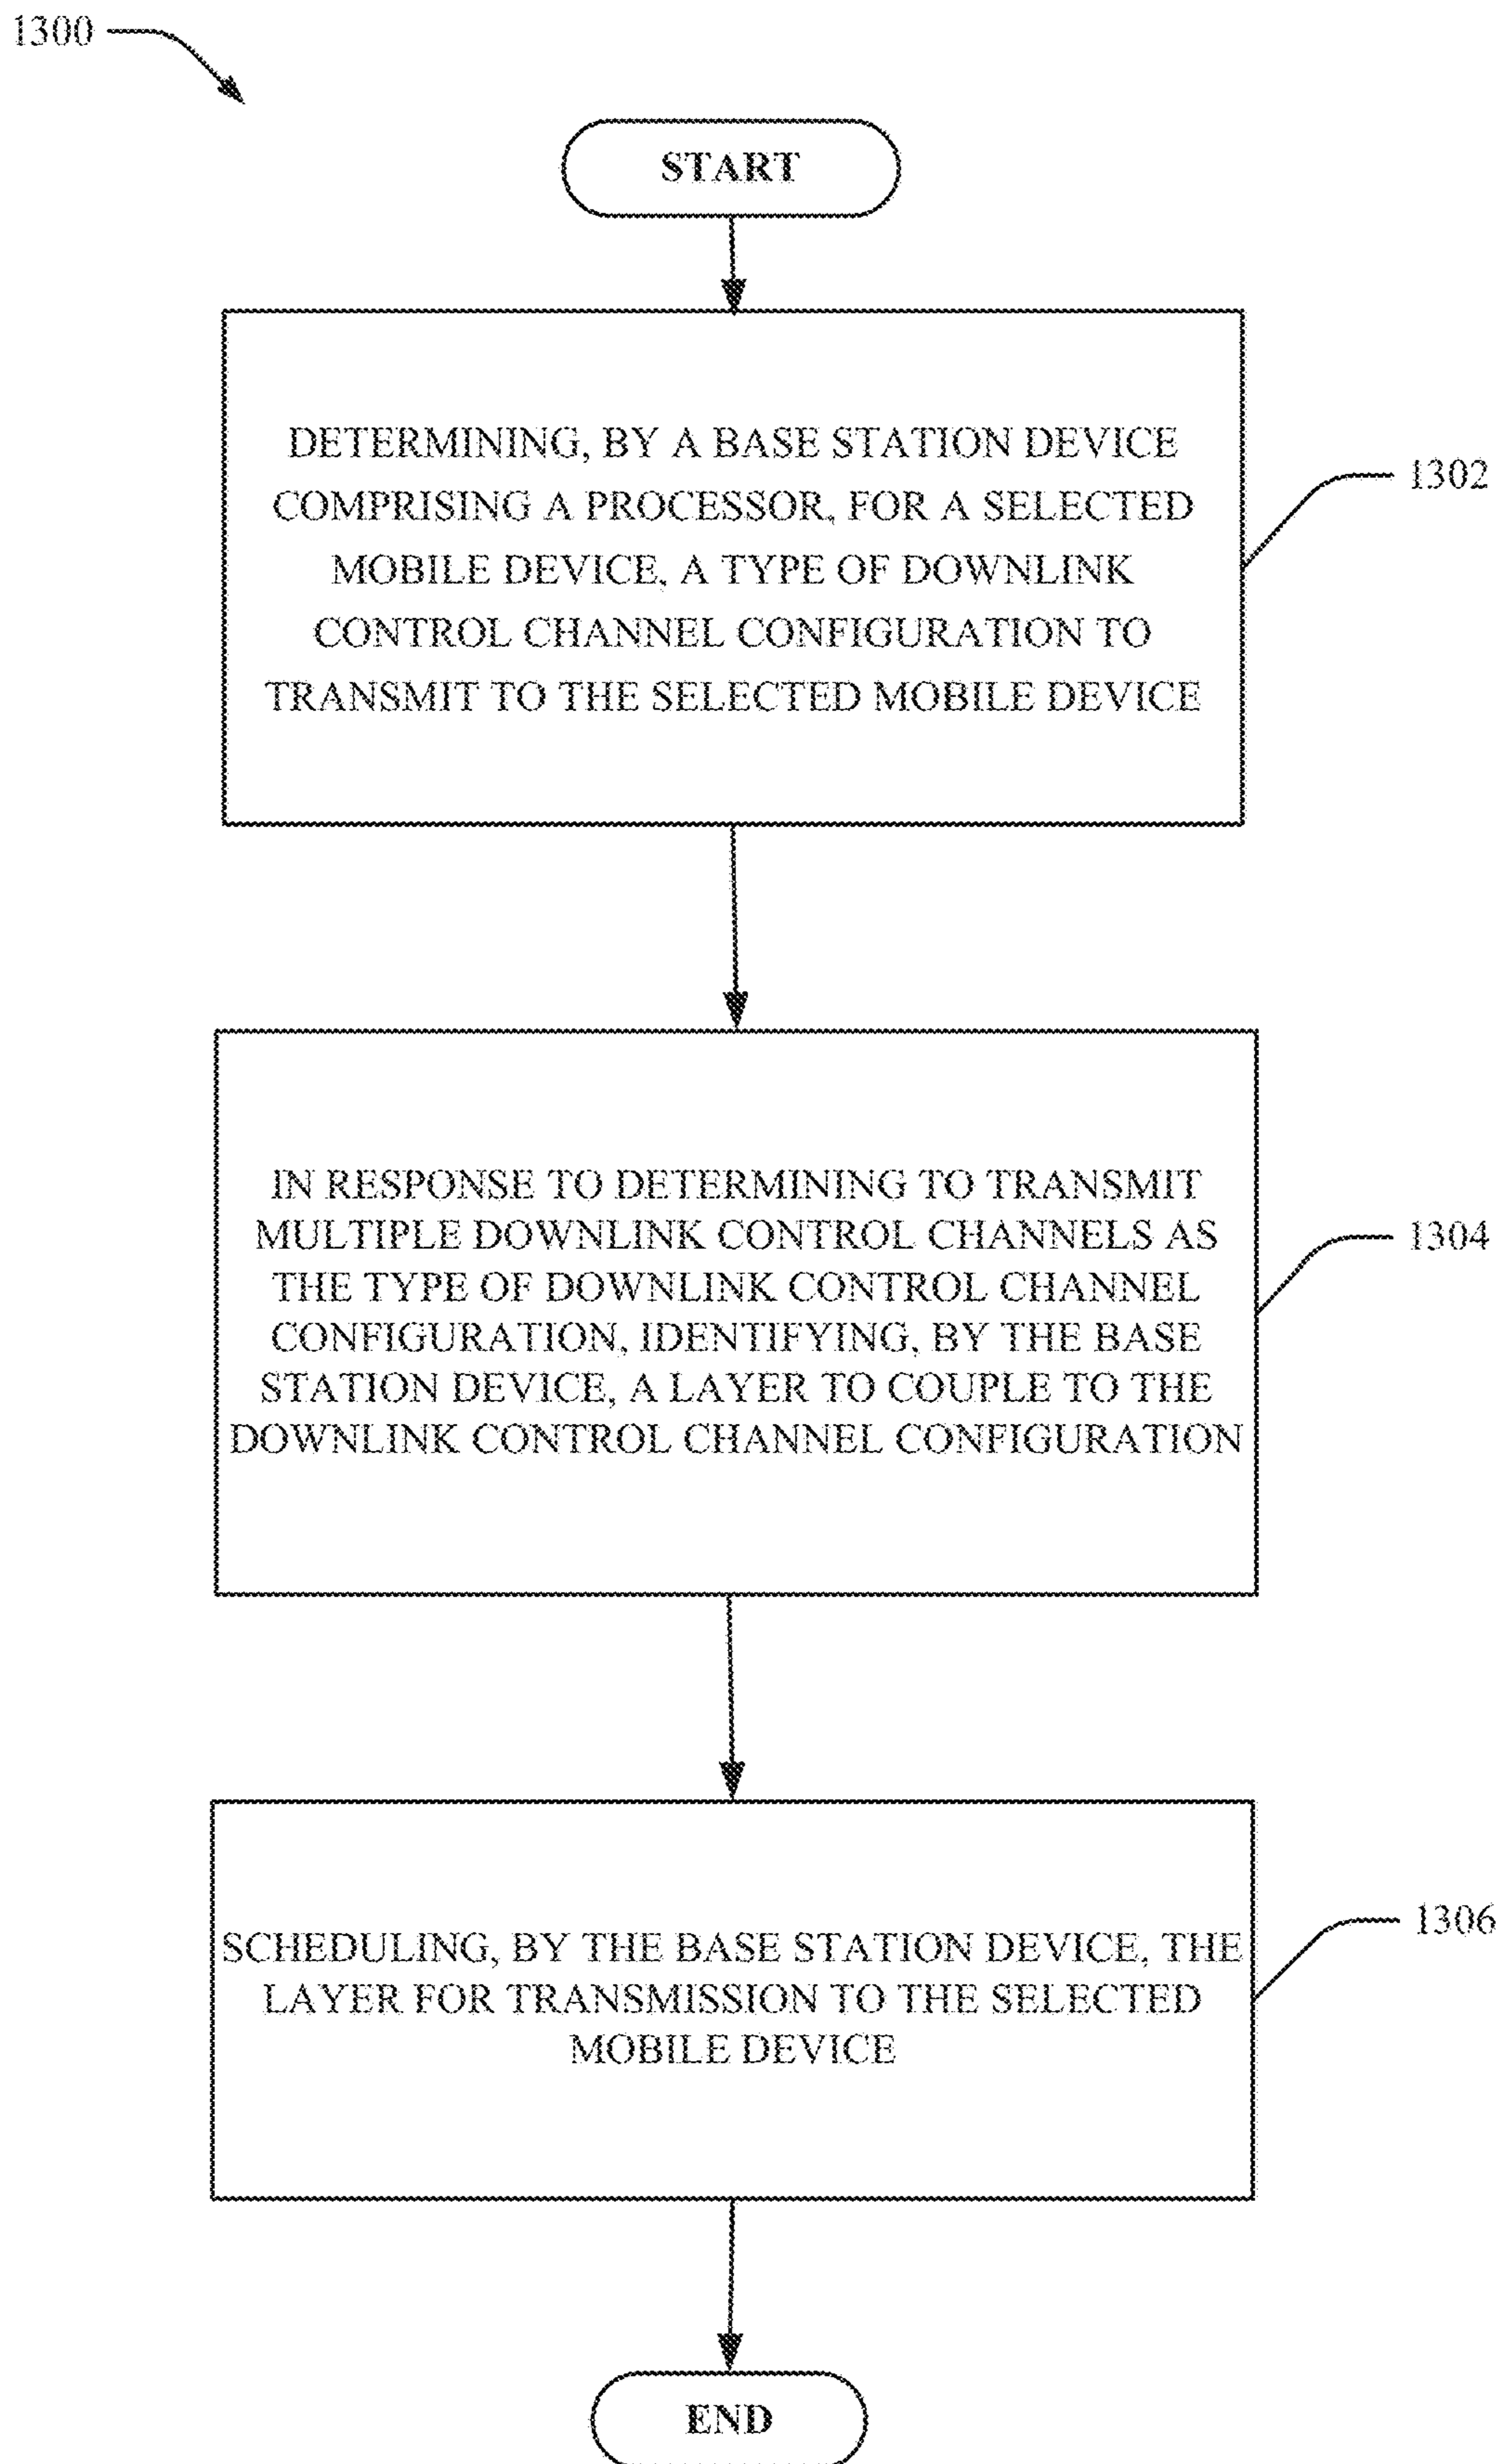 1300
START
DETERMINING, BY A BASE STATION DEVICE
COMPRISING A PROCESSOR, FOR A SELECTED
MOBILE DEVICE, A TYPE OF DOWNLINK
CONTROL CHANNEL CONFIGURATION TO
TRANSMIT TO THE SELECTED MOBILE DEVICE
1302
IN RESPONSE TO DETERMINING TO TRANSMIT
MULTIPLE DOWNLINK CONTROL CHANNELS AS
THE TYPE OF DOWNLINK CONTROL CHANNEL
CONFIGURATION, IDENTIFYING, BY THE BASE
STATION DEVICE, A LAYER TO COUPLE TO THE
DOWNLINK CONTROL CHANNEL CONFIGURATION
1304
SCHEDULING, BY THE BASE STATION DEVICE, THE
LAYER FOR TRANSMISSION TO THE SELECTED
MOBILE DEVICE
1306
END